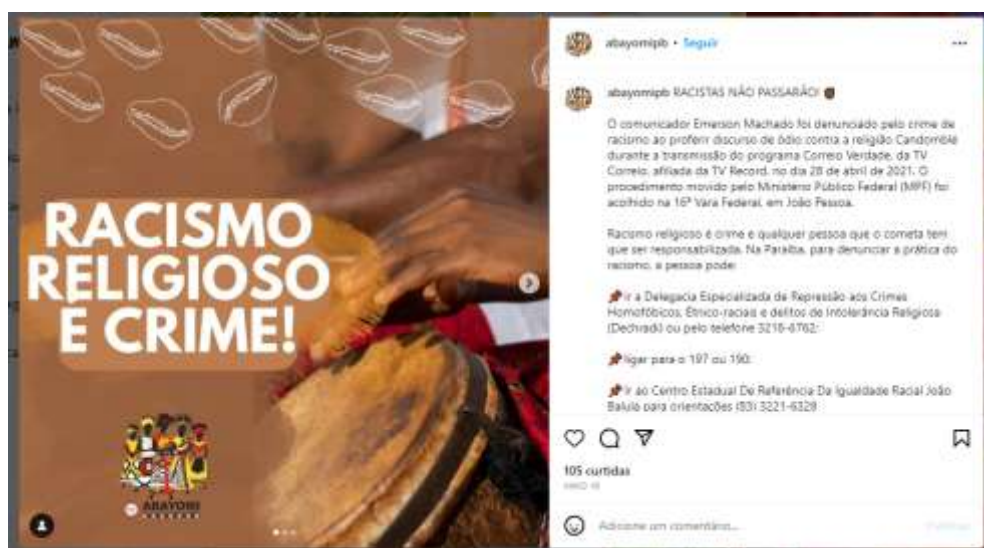 RACISMO
RELIGIOSO
É CRIME!
ABAYOMI
abayomipb • Seguir
abayomipb RACISTAS NÃO PASSARÃO!
O comunicador Emerson Machado foi denunciado pelo crime de
racismo ao proferir discurso de ódio contra a religião Candomblé
durante a transmissão do programa Correio Verdade, da TV
Correio, afiliada da TV Record, no dia 28 de abril de 2021. O
procedimento movido pelo Ministério Público Federal (MPF) foi
acolhido na 16ª Vara Federal, em João Pessoa.
Racismo religioso é crime e qualquer pessoa que o cometa tem
que ser responsabilizada. Na Paraíba, para denunciar a prática do
racismo, a pessoa pode:
ir a Delegacia Especializada de Repressão aos Crimes
Homofóbicos, Étnico-raciais e delitos de Intolerância Religiosa
(Dechradi) ou pelo telefone 3216-6762;
ligar para o 197 ou 190;
ir ao Centro Estadual De Referência Da Igualdade Racial João
Balula para orientações (83) 3221-6328
105 curtidas
Adicione um comentário...